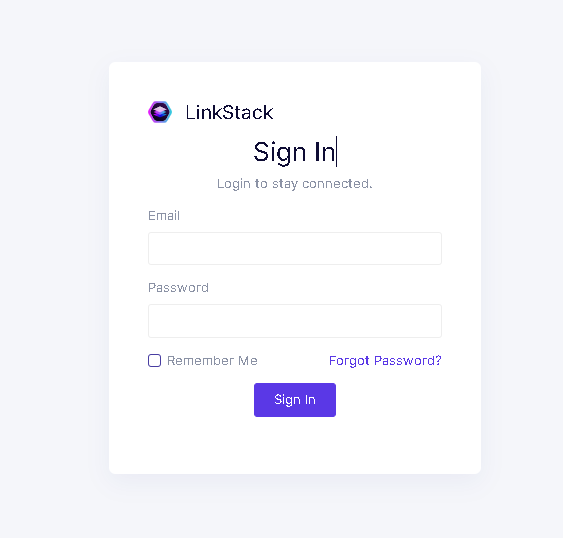 LinkStack
Sign In
Login to stay connected.
Email
Password
Remember Me Forgot Password?
Sign In